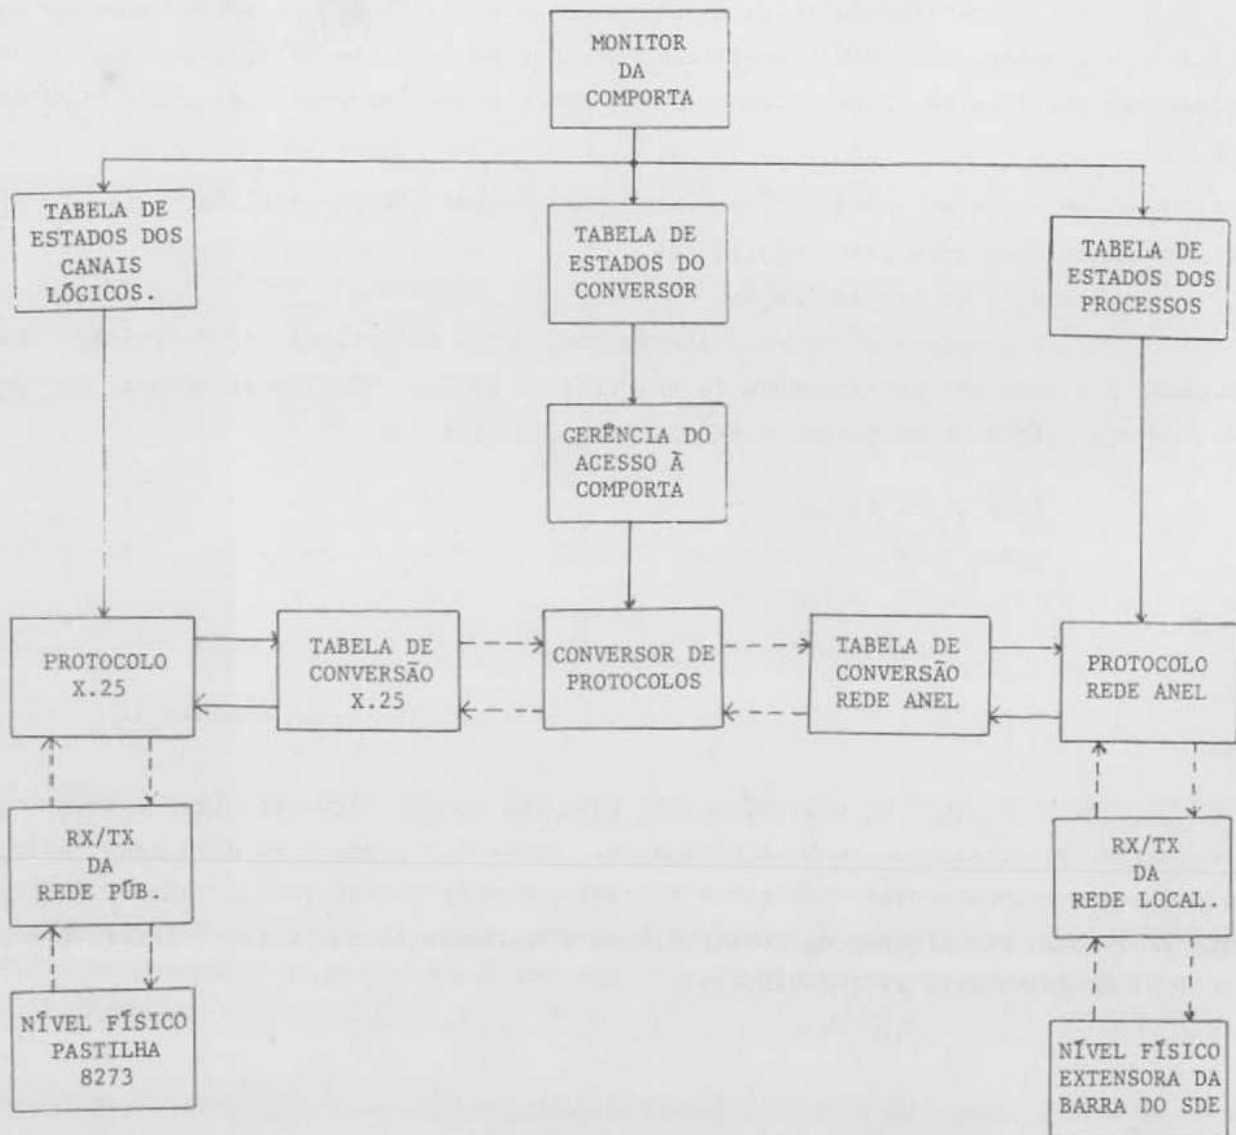 MONITOR
DA
COMPORTA
TABELA DE
ESTADOS DOS
CANAIS
LÓGICOS.
TABELA DE
ESTADOS DO
CONVERSOR
TABELA DE
ESTADOS DOS
PROCESSOS
GERÊNCIA DO
ACESSO À
COMPORTA
PROTOCOLO
X.25
TABELA DE
CONVERSÃO
X.25
CONVERSOR DE
PROTOCOLOS
TABELA DE
CONVERSÃO
REDE ANEL
PROTOCOLO
REDE ANEL
RX/TX
DA
REDE PÚB.
RX/TX
DA
REDE LOCAL.
NÍVEL FÍSICO
PASTILHA
8273
NÍVEL FÍSICO
EXTENSORA DA
BARRA DO SDE